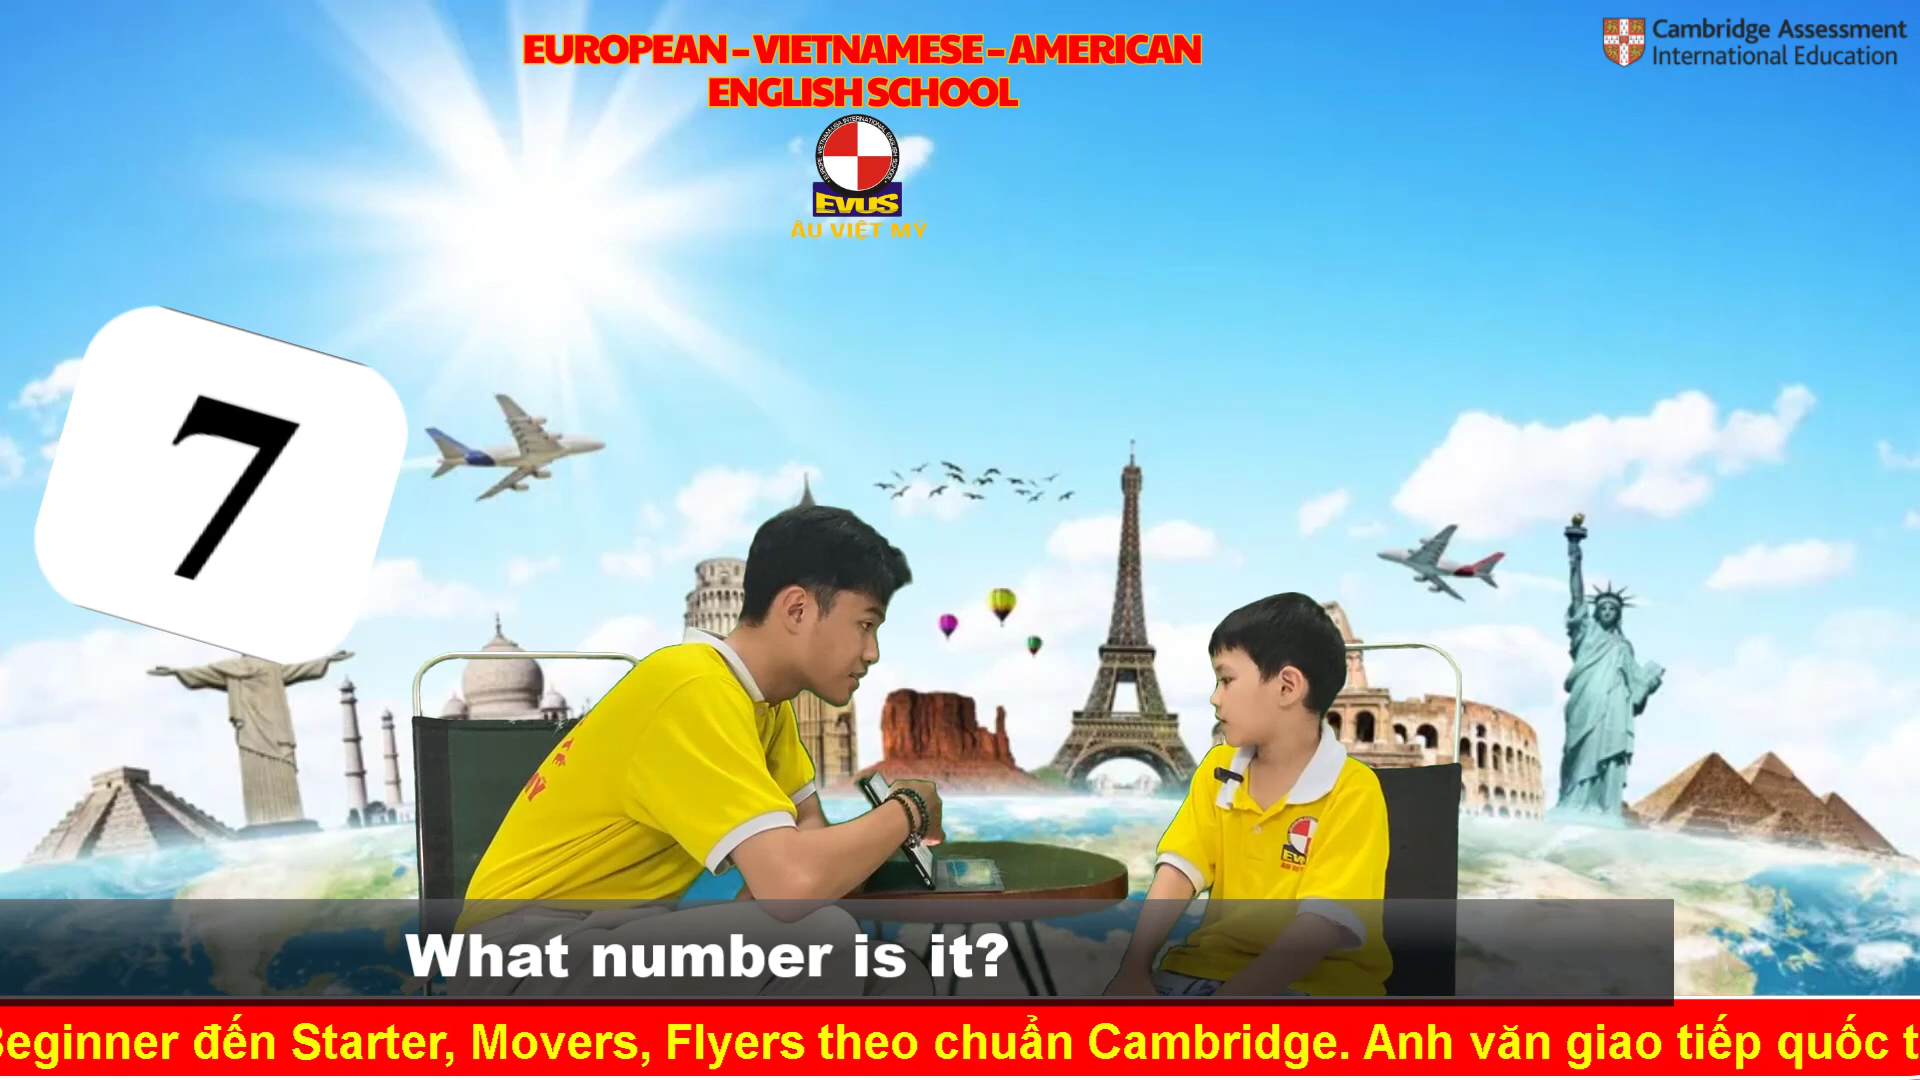 EUROPEAN – VIETNAMESE – AMERICAN
ENGLISH SCHOOL
Cambridge Assessment
International Education
EVUS
ÂU VIỆT MỸ
7
What number is it?
Beginner đến Starter, Movers, Flyers theo chuẩn Cambridge. Anh văn giao tiếp quốc t